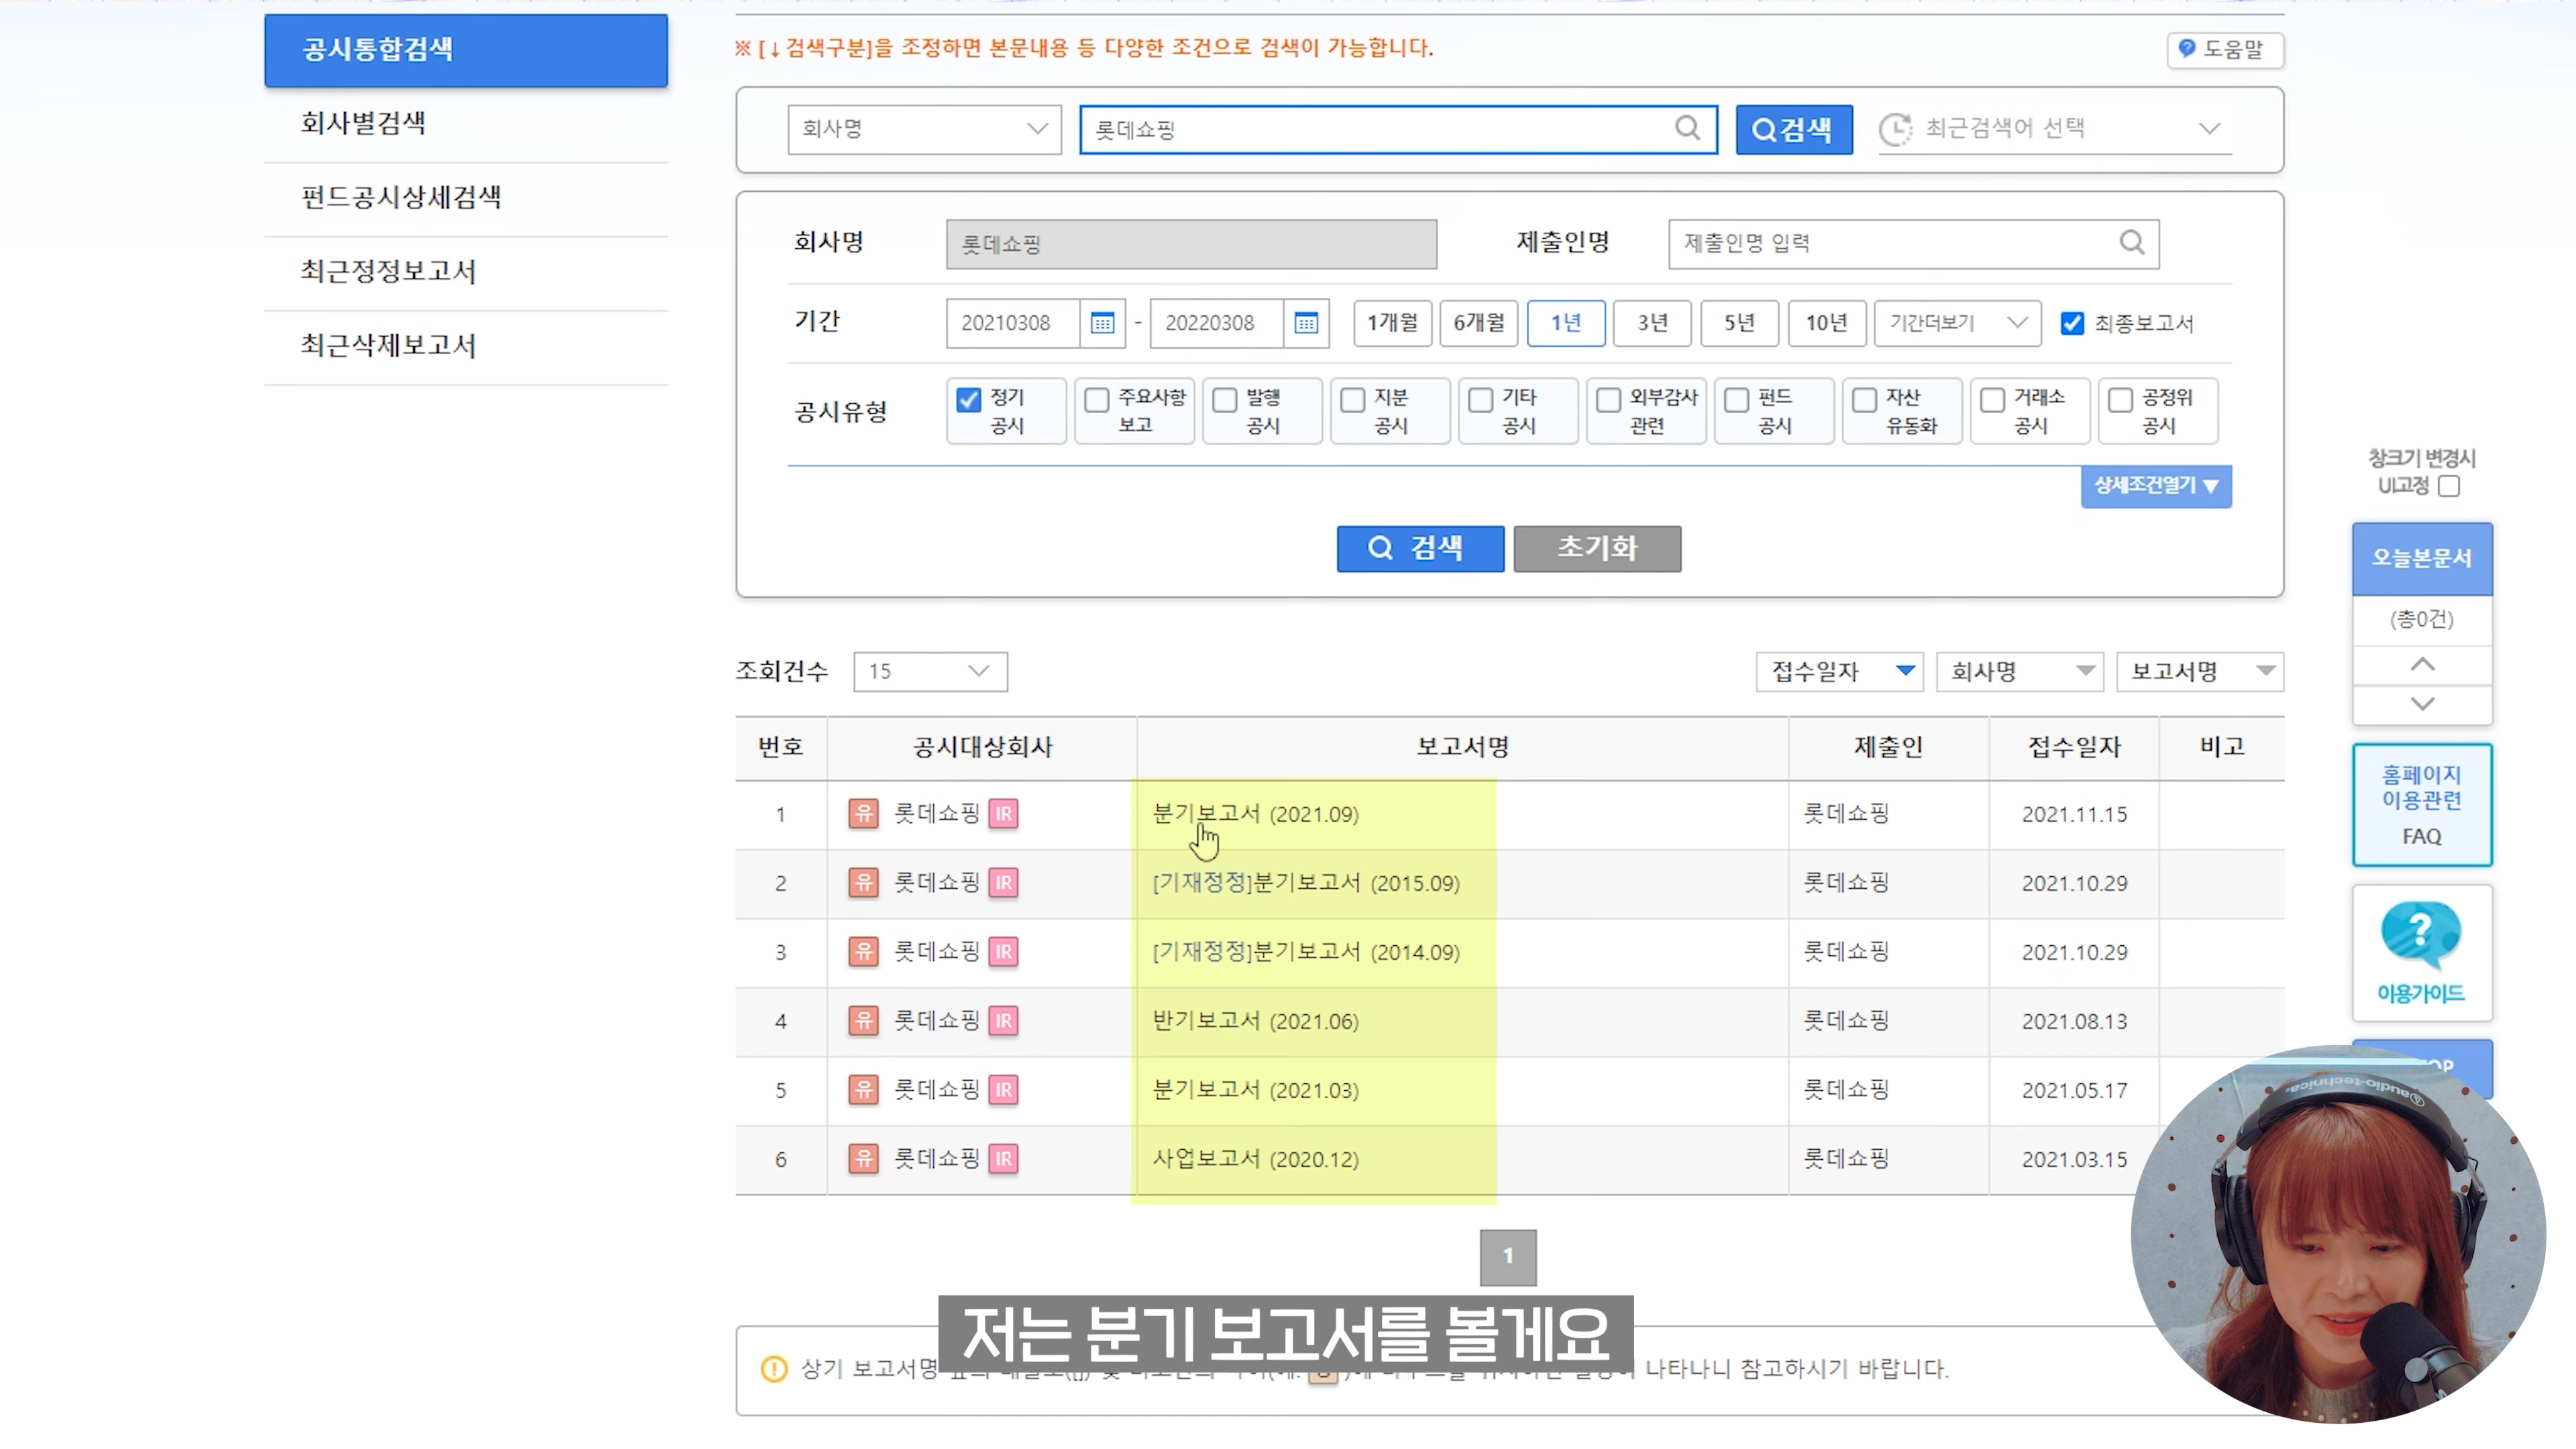 공시통합검색
회사별검색
펀드공시상세검색
최근정정보고서
최근삭제보고서
※ [↓검색구분]을 조정하면 본문내용 등 다양한 조건으로 검색이 가능합니다.
도움말
회사명 롯데쇼핑 검색 최근검색어 선택
회사명 롯데쇼핑 제출인명 제출인명 입력
기간 20210308 - 20220308 1개월 6개월 1년 3년 5년 10년 기간더보기 최종보고서
공시유형 정기 공시 주요사항 보고 발행 공시 지분 공시 기타 공시 외부감사 관련 펀드 공시 자산 유동화 거래소 공시 공정위 공시
상세조건열기 ▼
검색 초기화
조회건수 15 접수일자 회사명 보고서명
번호 공시대상회사 보고서명 제출인 접수일자 비고
1 유 롯데쇼핑 IR 분기보고서 (2021.09) 롯데쇼핑 2021.11.15
2 유 롯데쇼핑 IR [기재정정]분기보고서 (2015.09) 롯데쇼핑 2021.10.29
3 유 롯데쇼핑 IR [기재정정]분기보고서 (2014.09) 롯데쇼핑 2021.10.29
4 유 롯데쇼핑 IR 반기보고서 (2021.06) 롯데쇼핑 2021.08.13
5 유 롯데쇼핑 IR 분기보고서 (2021.03) 롯데쇼핑 2021.05.17
6 유 롯데쇼핑 IR 사업보고서 (2020.12) 롯데쇼핑 2021.03.15
1
저는 분기 보고서를 볼게요
상기 보고서명 나타나니 참고하시기 바랍니다.
창크기 변경시
UI고정
오늘본문서
(총0건)
홈페이지
이용관련
FAQ
?
이용가이드
audio-technica